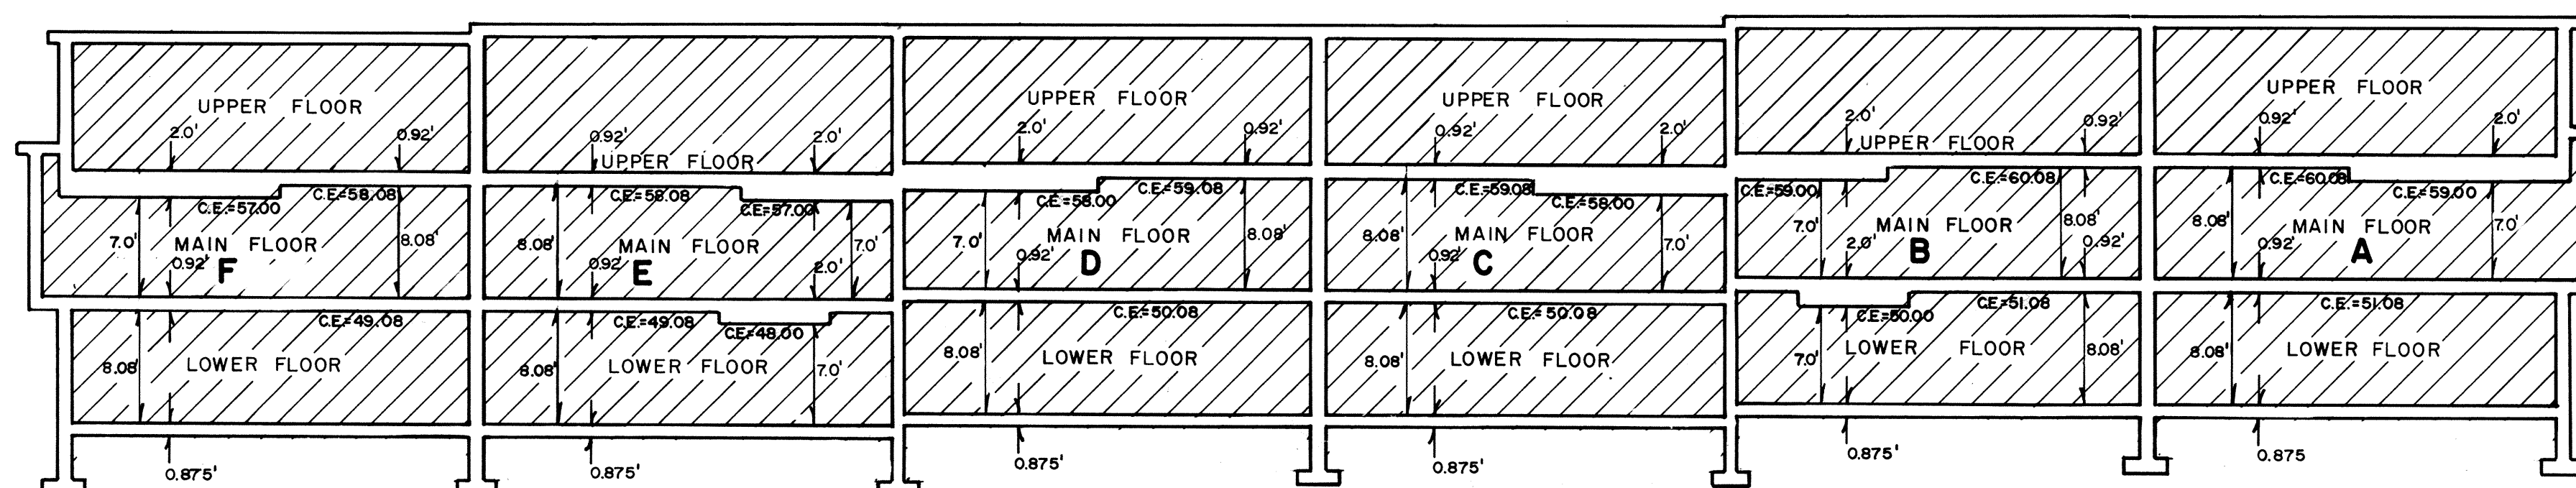 UPPER FLOOR
2.0'
0.92'
C.E.=57.00
C.E.=58.08
7.0'
MAIN FLOOR
8.08'
0.92'
F
C.E.=49.08
8.08'
LOWER FLOOR
0.875'
0.92'
2.0'
UPPER FLOOR
C.E.=58.08
C.E.=57.00
8.08'
MAIN FLOOR
7.0'
0.92'
E
2.0'
C.E.=49.08
C.E.=48.00
8.08'
LOWER FLOOR
7.0'
0.875'
UPPER FLOOR
2.0'
0.92'
C.E.=58.00
C.E.=59.08
7.0'
MAIN FLOOR
8.08'
0.92'
D
C.E.=50.08
8.08'
LOWER FLOOR
0.875'
UPPER FLOOR
0.92'
2.0'
C.E.=59.08
C.E.=58.00
8.08'
MAIN FLOOR
7.0'
0.92'
C
C.E.=50.08
8.08'
LOWER FLOOR
0.875'
2.0'
0.92'
UPPER FLOOR
C.E.=59.00
C.E.=60.08
7.0'
MAIN FLOOR
8.08'
2.0'
B
0.92'
C.E.=50.00
C.E.=51.08
7.0'
LOWER FLOOR
8.08'
0.875'
UPPER FLOOR
0.92'
2.0'
C.E.=60.08
C.E.=59.00
8.08'
MAIN FLOOR
7.0'
0.92'
A
C.E.=51.08
8.08'
LOWER FLOOR
0.875